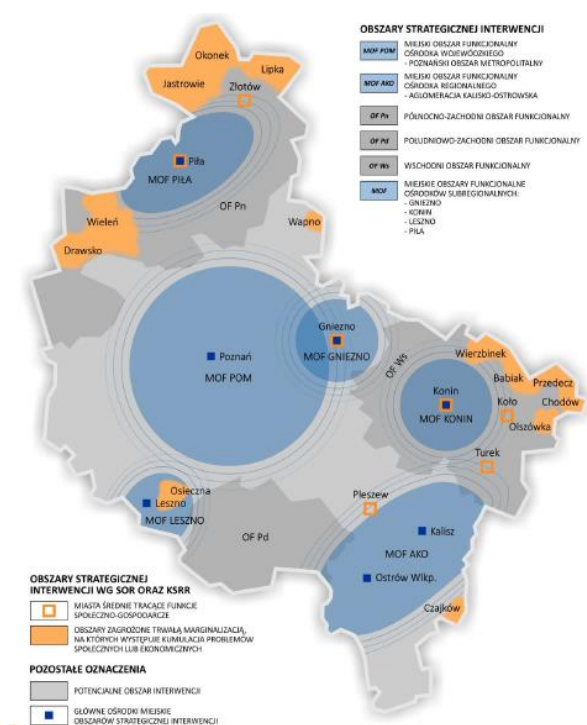 OBSZARY STRATEGICZNEJ INTERWENCJI
MOF POM
MIEJSKI OBSZAR FUNKCJONALNY
OŚRODKA WOJEWÓDZKIEGO
- POZNAŃSKI OBSZAR METROPOLITALNY
MOF AKO
MIEJSKI OBSZAR FUNKCJONALNY
OŚRODKA REGIONALNEGO
- AGLOMERACJA KALISKO-OSTROWSKA
OF Pn
PÓŁNOCNO-ZACHODNI OBSZAR FUNKCJONALNY
OF Pd
POŁUDNIOWO-ZACHODNI OBSZAR FUNKCJONALNY
OF Ws
WSCHODNI OBSZAR FUNKCJONALNY
MOF
MIEJSKIE OBSZARY FUNKCJONALNE
OŚRODKÓW SUBREGIONALNYCH:
- GNIEZNO
- KONIN
- LESZNO
- PIŁA
Okonek
Lipka
Jastrowie
Złotów
Piła
MOF PIŁA
OF Pn
Wieleń
Wapno
Drawsko
Gniezno
MOF GNIEZNO
Poznań
MOF POM
OF Ws
Wierzbinek
Babiak
Przedecz
Konin
Koło
Chodów
MOF KONIN
Olszówka
Turek
Osieczna
Leszno
MOF LESZNO
Pleszew
OF Pd
Kalisz
MOF AKO
Ostrów Wlkp.
Czajków
OBSZARY STRATEGICZNEJ
INTERWENCJI WG SOR ORAZ KSRR
MIASTA ŚREDNIE TRACĄCE FUNKCJE
SPOŁECZNO-GOSPODARCZE
OBSZARY ZAGROŻONE TRWAŁĄ MARGINALIZACJĄ,
NA KTÓRYCH WYSTĘPUJE KUMULACJA PROBLEMÓW
SPOŁECZNYCH LUB EKONOMICZNYCH
POZOSTAŁE OZNACZENIA
POTENCJALNE OBSZAR INTERWENCJI
GŁÓWNE OŚRODKI MIEJSKIE
OBSZARÓW STRATEGICZNEJ INTERWENCJI